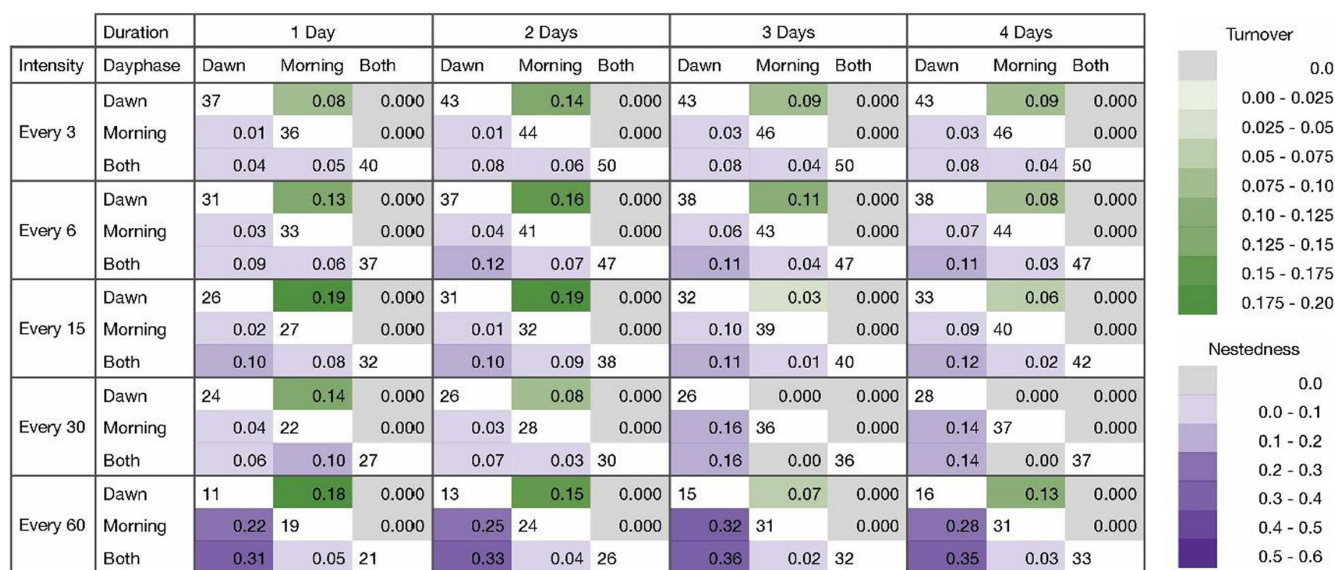 Duration 1 Day 2 Days 3 Days 4 Days
Intensity Dayphase Dawn Morning Both Dawn Morning Both Dawn Morning Both Dawn Morning Both
Dawn 37 0.08 0.000 43 0.14 0.000 43 0.09 0.000 43 0.09 0.000
Every 3 Morning 0.01 36 0.000 0.01 44 0.000 0.03 46 0.000 0.03 46 0.000
Both 0.04 0.05 40 0.08 0.06 50 0.08 0.04 50 0.08 0.04 50
Dawn 31 0.13 0.000 37 0.16 0.000 38 0.11 0.000 38 0.08 0.000
Every 6 Morning 0.03 33 0.000 0.04 41 0.000 0.06 43 0.000 0.07 44 0.000
Both 0.09 0.06 37 0.12 0.07 47 0.11 0.04 47 0.11 0.03 47
Dawn 26 0.19 0.000 31 0.19 0.000 32 0.03 0.000 33 0.06 0.000
Every 15 Morning 0.02 27 0.000 0.01 32 0.000 0.10 39 0.000 0.09 40 0.000
Both 0.10 0.08 32 0.10 0.09 38 0.11 0.01 40 0.12 0.02 42
Dawn 24 0.14 0.000 26 0.08 0.000 26 0.000 0.000 28 0.000 0.000
Every 30 Morning 0.04 22 0.000 0.03 28 0.000 0.16 36 0.000 0.14 37 0.000
Both 0.06 0.10 27 0.07 0.03 30 0.16 0.00 36 0.14 0.00 37
Dawn 11 0.18 0.000 13 0.15 0.000 15 0.07 0.000 16 0.13 0.000
Every 60 Morning 0.22 19 0.000 0.25 24 0.000 0.32 31 0.000 0.28 31 0.000
Both 0.31 0.05 21 0.33 0.04 26 0.36 0.02 32 0.35 0.03 33
Turnover
0.0
0.00 - 0.025
0.025 - 0.05
0.05 - 0.075
0.075 - 0.10
0.10 - 0.125
0.125 - 0.15
0.15 - 0.175
0.175 - 0.20
Nestedness
0.0
0.0 - 0.1
0.1 - 0.2
0.2 - 0.3
0.3 - 0.4
0.4 - 0.5
0.5 - 0.6